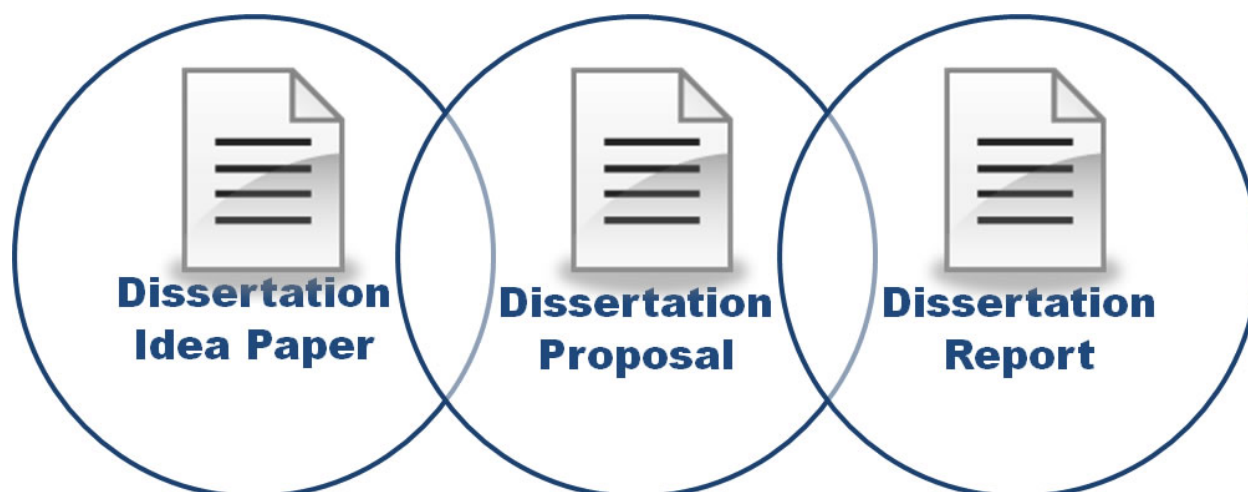 Dissertation
Idea Paper
Dissertation
Proposal
Dissertation
Report